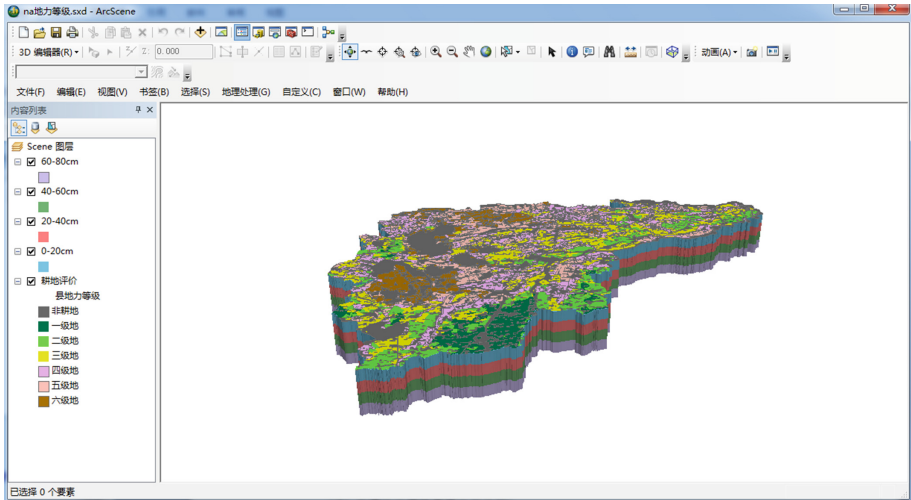 na地力等级.sxd - ArcScene
3D 编辑器(R)
Z: 0.000
动画(A)
文件(F) 编辑(E) 视图(V) 书签(B) 选择(S) 地理处理(G) 自定义(C) 窗口(W) 帮助(H)
内容列表
Scene 图层
60-80cm
40-60cm
20-40cm
0-20cm
耕地评价
县地力等级
非耕地
一级地
二级地
三级地
四级地
五级地
六级地
已选择 0 个要素